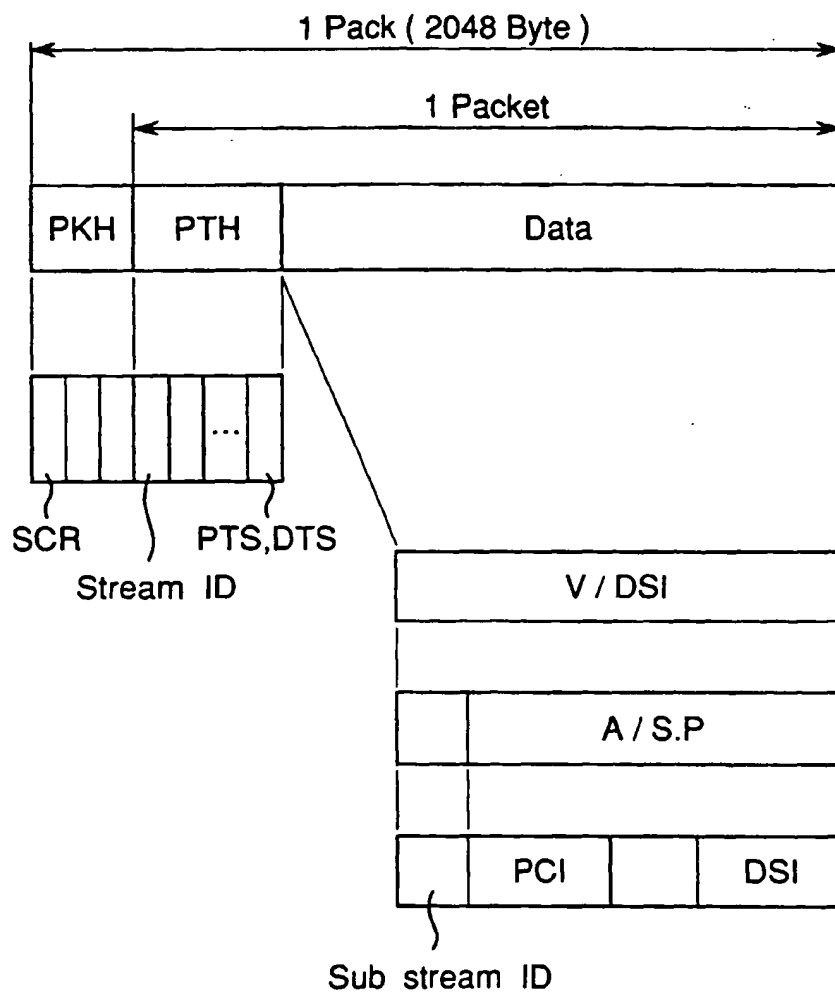 1 Pack ( 2048 Byte )
1 Packet
PKH PTH Data
...
SCR PTS,DTS
Stream ID
V / DSI
A / S.P
PCI DSI
Sub stream ID